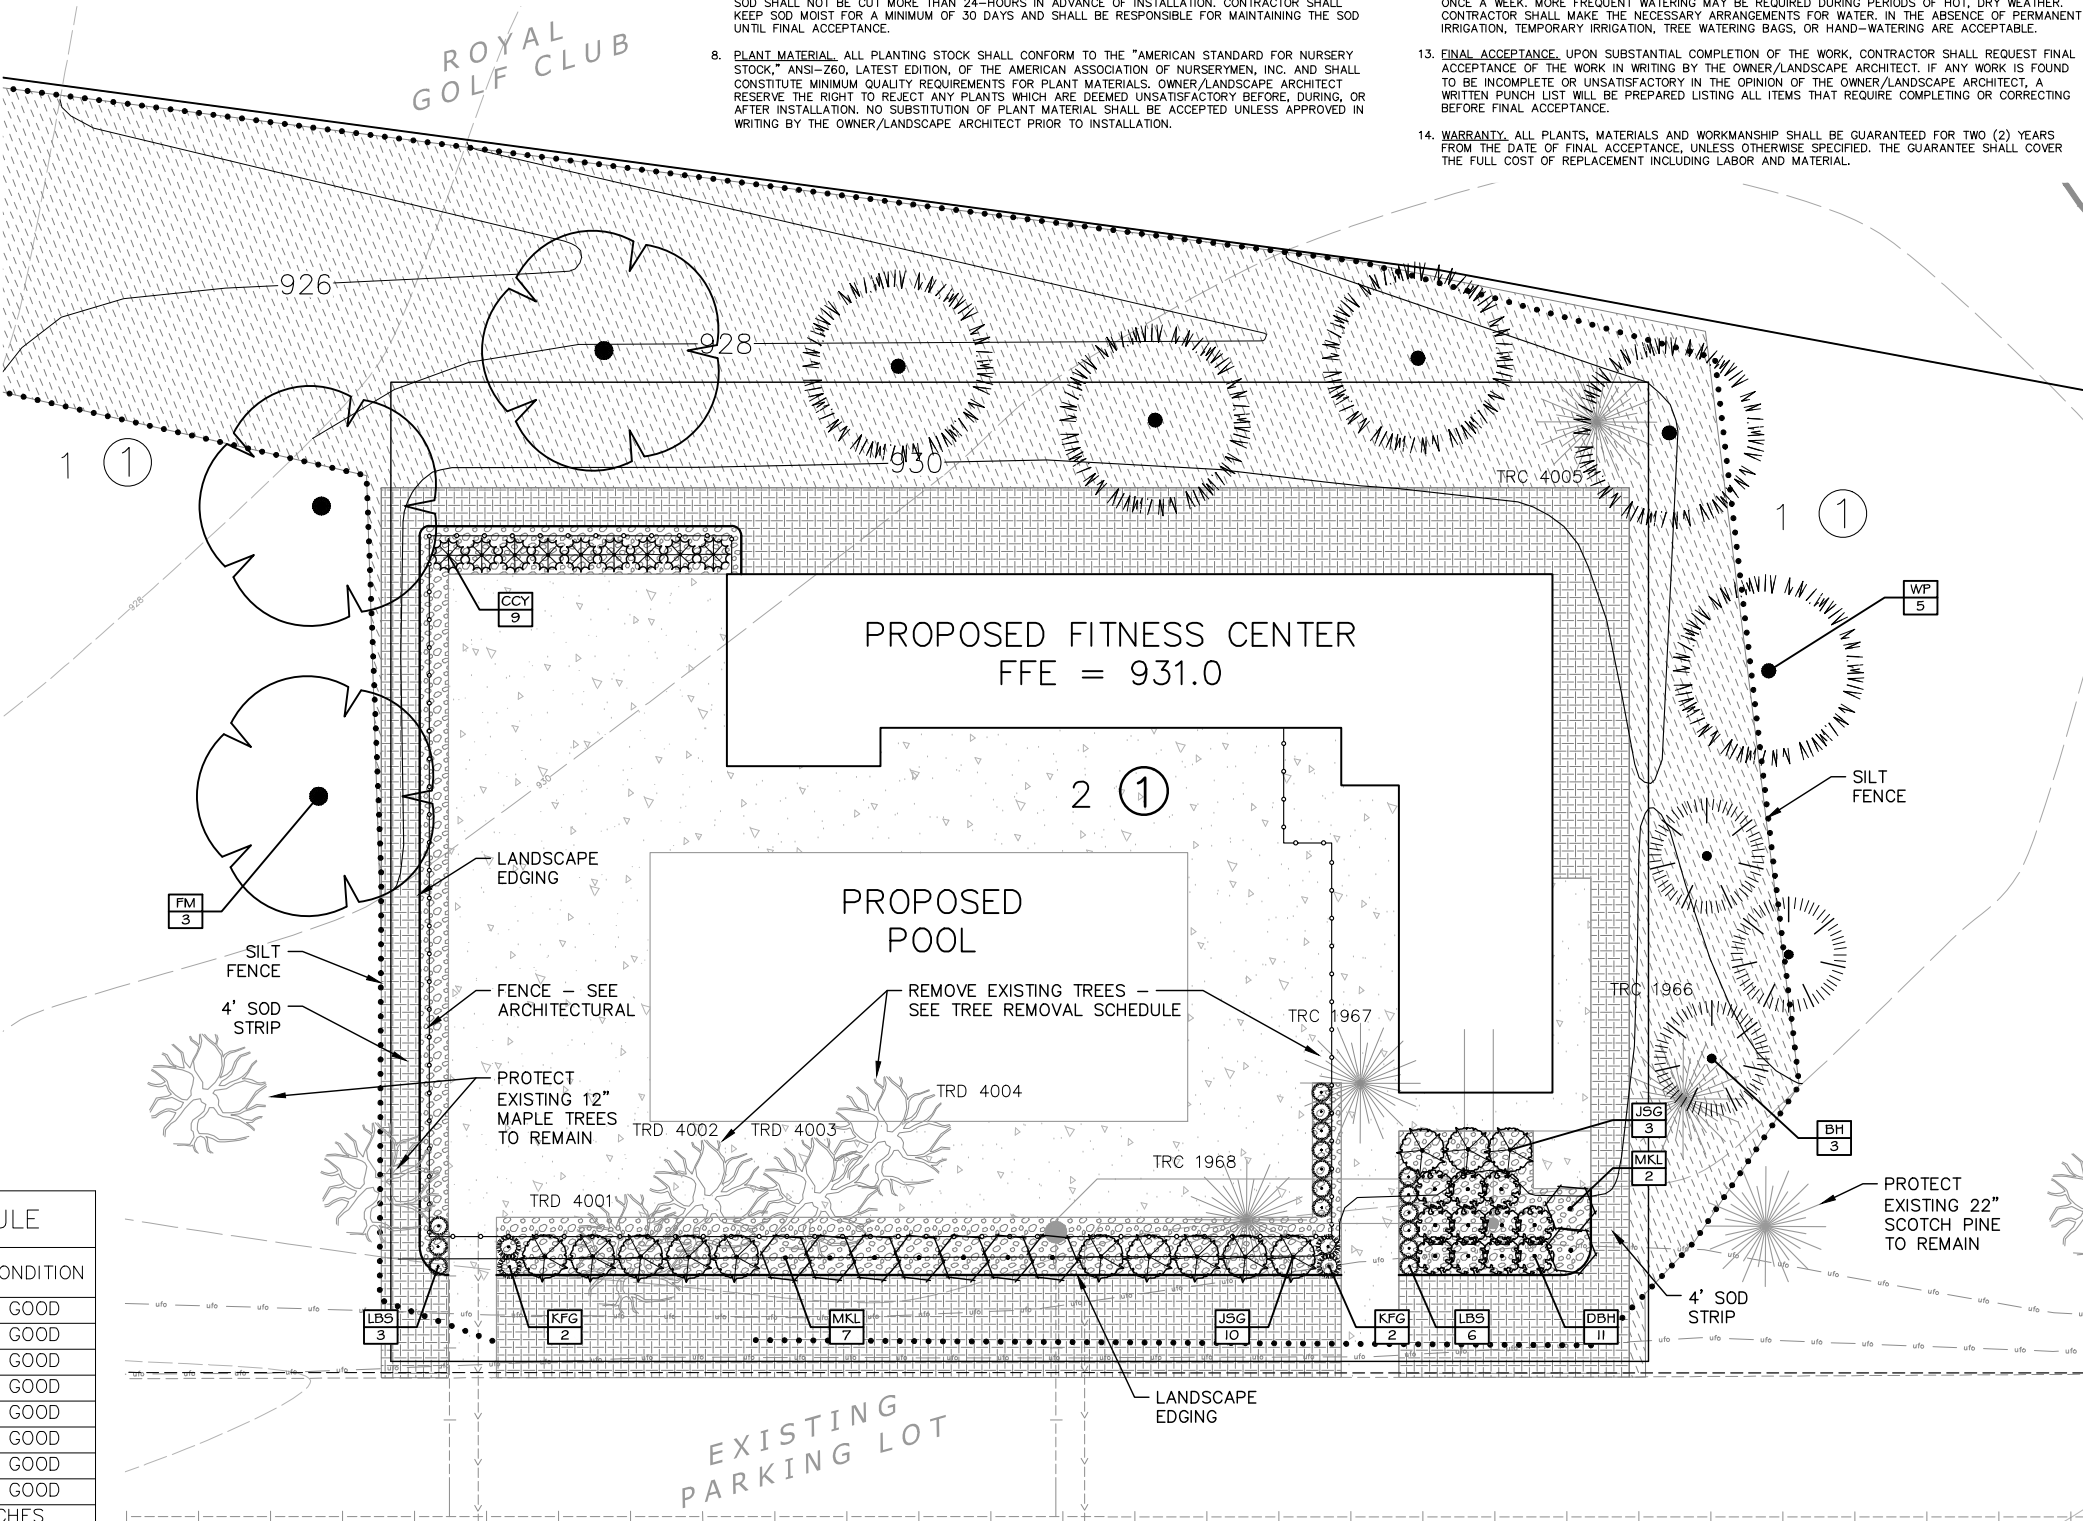 SOD SHALL NOT BE CUT MORE THAN 24-HOURS IN ADVANCE OF INSTALLATION. CONTRACTOR SHALL
KEEP SOD MOIST FOR A MINIMUM OF 30 DAYS AND SHALL BE RESPONSIBLE FOR MAINTAINING THE SOD
UNTIL FINAL ACCEPTANCE.
8. PLANT MATERIAL. ALL PLANTING STOCK SHALL CONFORM TO THE "AMERICAN STANDARD FOR NURSERY
STOCK," ANSI-Z60, LATEST EDITION, OF THE AMERICAN ASSOCIATION OF NURSERYMEN, INC. AND SHALL
CONSTITUTE MINIMUM QUALITY REQUIREMENTS FOR PLANT MATERIALS. OWNER/LANDSCAPE ARCHITECT
RESERVE THE RIGHT TO REJECT ANY PLANTS WHICH ARE DEEMED UNSATISFACTORY BEFORE, DURING, OR
AFTER INSTALLATION. NO SUBSTITUTION OF PLANT MATERIAL SHALL BE ACCEPTED UNLESS APPROVED IN
WRITING BY THE OWNER/LANDSCAPE ARCHITECT PRIOR TO INSTALLATION.
ONCE A WEEK. MORE FREQUENT WATERING MAY BE REQUIRED DURING PERIODS OF HOT, DRY WEATHER.
CONTRACTOR SHALL MAKE THE NECESSARY ARRANGEMENTS FOR WATER. IN THE ABSENCE OF PERMANENT
IRRIGATION, TEMPORARY IRRIGATION, TREE WATERING BAGS, OR HAND-WATERING ARE ACCEPTABLE.
13. FINAL ACCEPTANCE. UPON SUBSTANTIAL COMPLETION OF THE WORK, CONTRACTOR SHALL REQUEST FINAL
ACCEPTANCE OF THE WORK IN WRITING BY THE OWNER/LANDSCAPE ARCHITECT. IF ANY WORK IS FOUND
TO BE INCOMPLETE OR UNSATISFACTORY IN THE OPINION OF THE OWNER/LANDSCAPE ARCHITECT, A
WRITTEN PUNCH LIST WILL BE PREPARED LISTING ALL ITEMS THAT REQUIRE COMPLETING OR CORRECTING
BEFORE FINAL ACCEPTANCE.
14. WARRANTY. ALL PLANTS, MATERIALS AND WORKMANSHIP SHALL BE GUARANTEED FOR TWO (2) YEARS
FROM THE DATE OF FINAL ACCEPTANCE, UNLESS OTHERWISE SPECIFIED. THE GUARANTEE SHALL COVER
THE FULL COST OF REPLACEMENT INCLUDING LABOR AND MATERIAL.
ROYAL
GOLF CLUB
926
928
930
1 1
TRC 4005
1 1
CCY
9
WP
5
928
PROPOSED FITNESS CENTER
FFE = 931.0
930
2 1
SILT
FENCE
LANDSCAPE
EDGING
FM
3
PROPOSED
POOL
SILT
FENCE
4' SOD
STRIP
FENCE - SEE
ARCHITECTURAL
REMOVE EXISTING TREES -
SEE TREE REMOVAL SCHEDULE
TRC 1967
TRC 1966
PROTECT
EXISTING 12"
MAPLE TREES
TO REMAIN
TRD 4004
TRD 4002
TRD 4003
TRD 4001
TRC 1968
JSG
3
MKL
2
BH
3
PROTECT
EXISTING 22"
SCOTCH PINE
TO REMAIN
4' SOD
STRIP
LBS
3
KFG
2
MKL
7
JSG
10
KFG
2
LBS
6
DBH
11
ufo ufo ufo ufo ufo
LANDSCAPE
EDGING
EXISTING
PARKING LOT
ULE
ONDITION
GOOD
GOOD
GOOD
GOOD
GOOD
GOOD
GOOD
GOOD
CHES